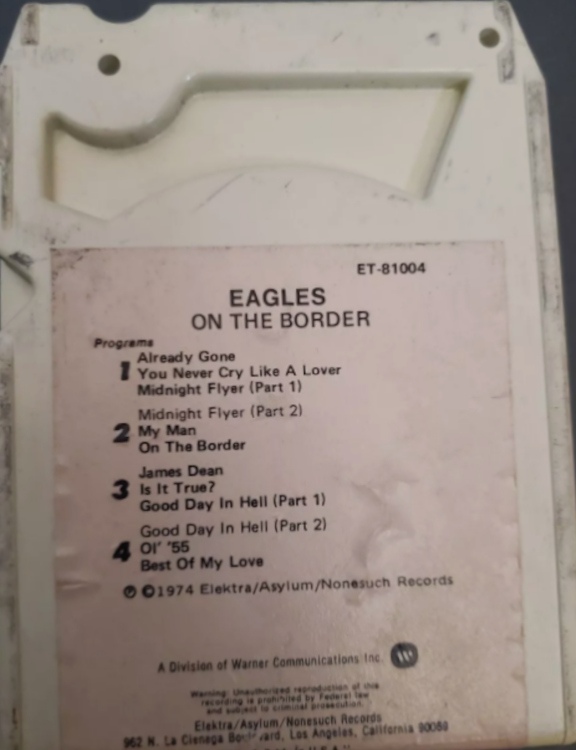 ET-81004
EAGLES
ON THE BORDER
Programs
1 Already Gone
You Never Cry Like A Lover
Midnight Flyer (Part 1)
Midnight Flyer (Part 2)
2 My Man
On The Border
James Dean
3 Is It True?
Good Day In Hell (Part 1)
Good Day In Hell (Part 2)
4 Ol' '55
Best Of My Love
℗ ©1974 Elektra/Asylum/Nonesuch Records
A Division of Warner Communications Inc.
Warning: Unauthorized reproduction of this
recording is prohibited by Federal law
and subject to criminal prosecution.
Elektra/Asylum/Nonesuch Records
962 N. La Cienega Boulevard, Los Angeles, California